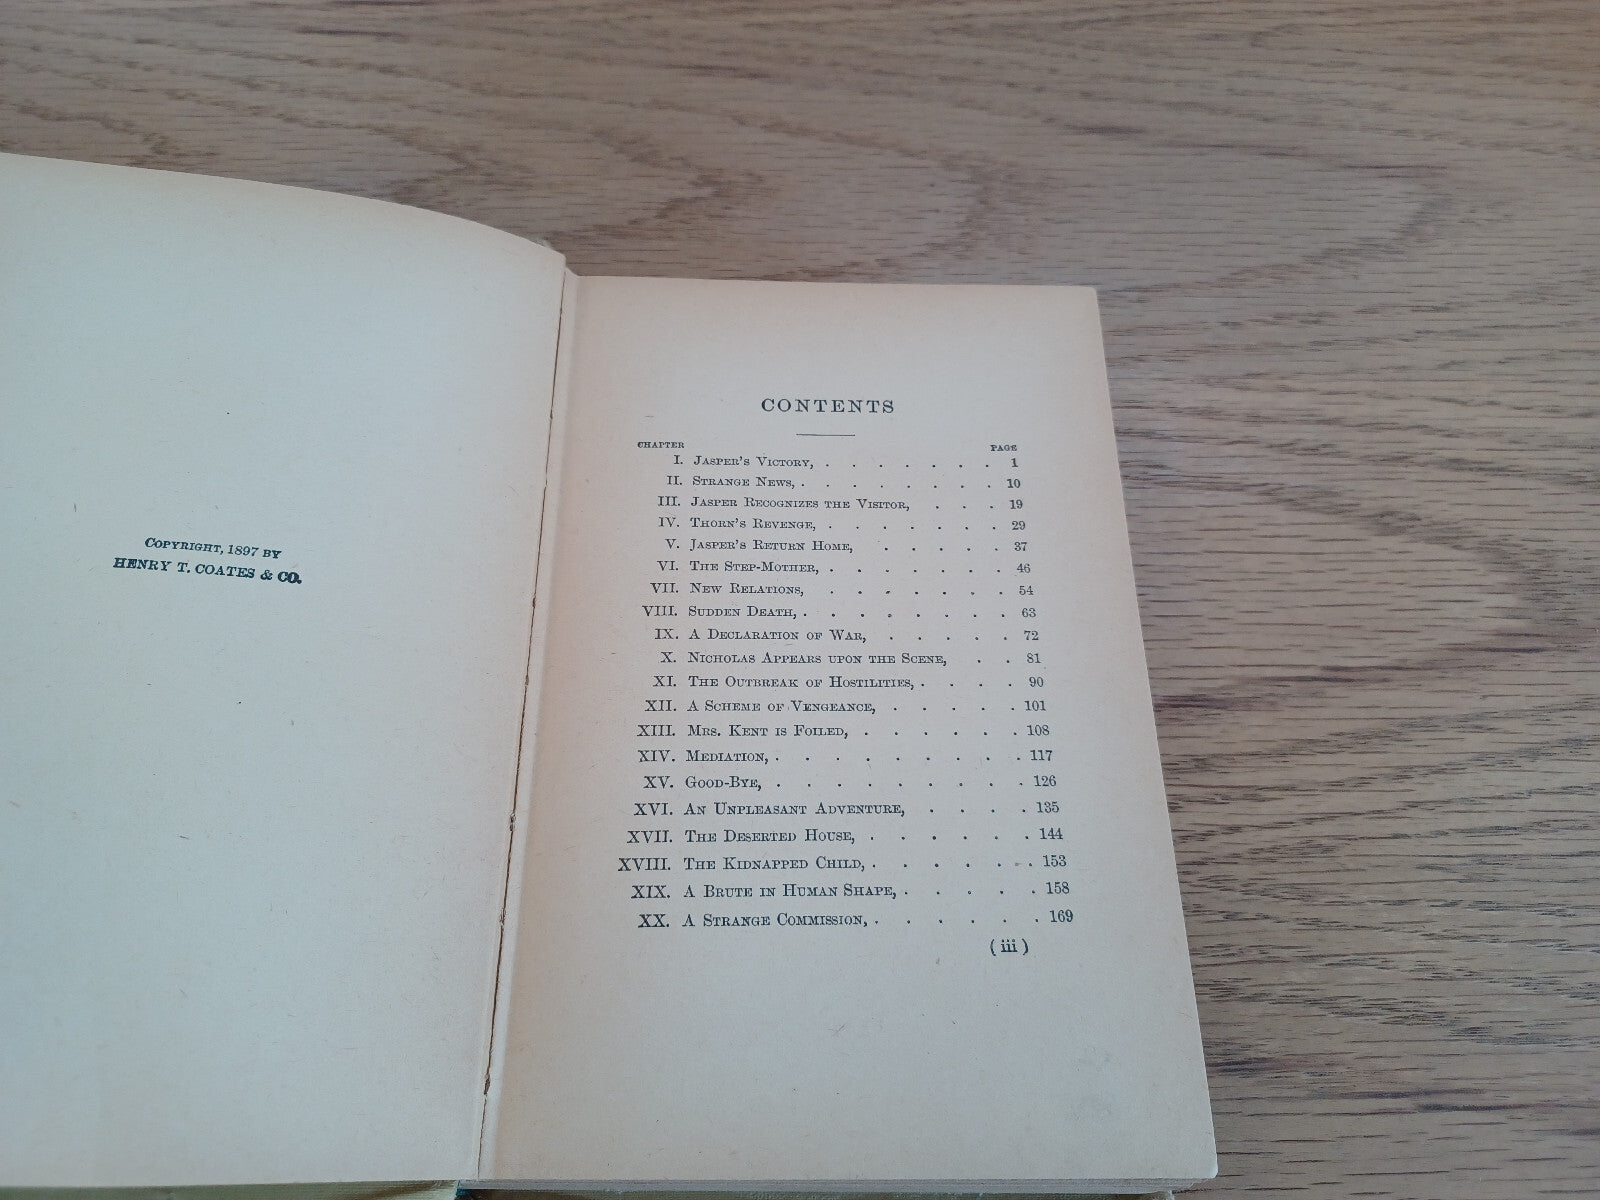 Copyright, 1897 by
HENRY T. COATES & CO.
CONTENTS
CHAPTER PAGE
I. Jasper's Victory, . . . . . . . 1
II. Strange News, . . . . . . . . 10
III. Jasper Recognizes the Visitor, . . . 19
IV. Thorn's Revenge, . . . . . . . 29
V. Jasper's Return Home, . . . . . 37
VI. The Step-Mother, . . . . . . . 46
VII. New Relations, . . . . . . . 54
VIII. Sudden Death, . . . . . . . . 63
IX. A Declaration of War, . . . . . 72
X. Nicholas Appears upon the Scene, . . 81
XI. The Outbreak of Hostilities, . . . . 90
XII. A Scheme of Vengeance, . . . . . 101
XIII. Mrs. Kent is Foiled, . . . . . . 108
XIV. Mediation, . . . . . . . . . 117
XV. Good-Bye, . . . . . . . . . 126
XVI. An Unpleasant Adventure, . . . . 135
XVII. The Deserted House, . . . . . . 144
XVIII. The Kidnapped Child, . . . . . . 153
XIX. A Brute in Human Shape, . . . . . 158
XX. A Strange Commission, . . . . . . 169
( iii )